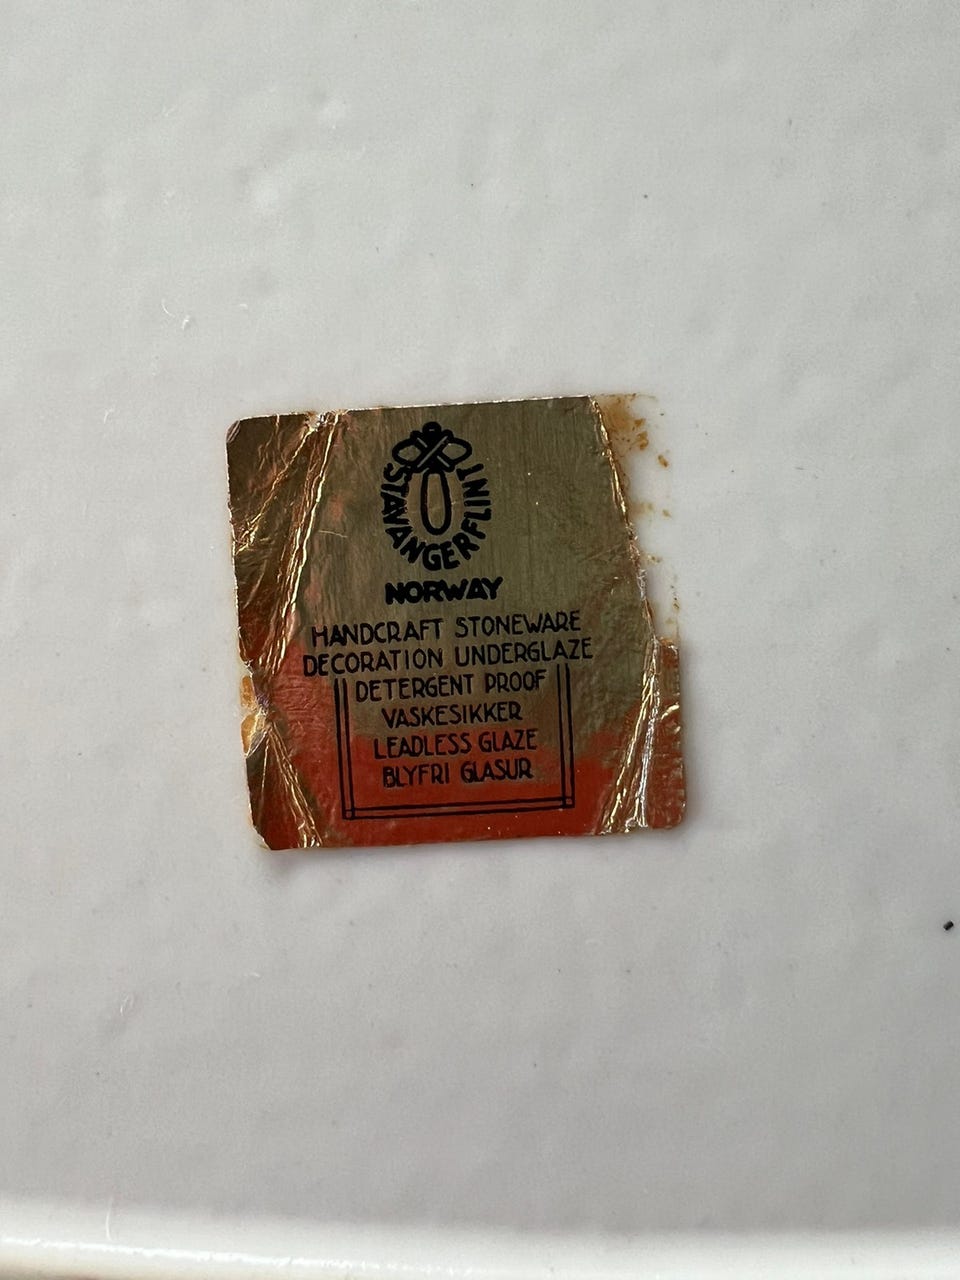 STAVANGERFLINT
NORWAY
HANDCRAFT STONEWARE
DECORATION UNDERGLAZE
DETERGENT PROOF
VASKESIKKER
LEADLESS GLAZE
BLYFRI GLASUR